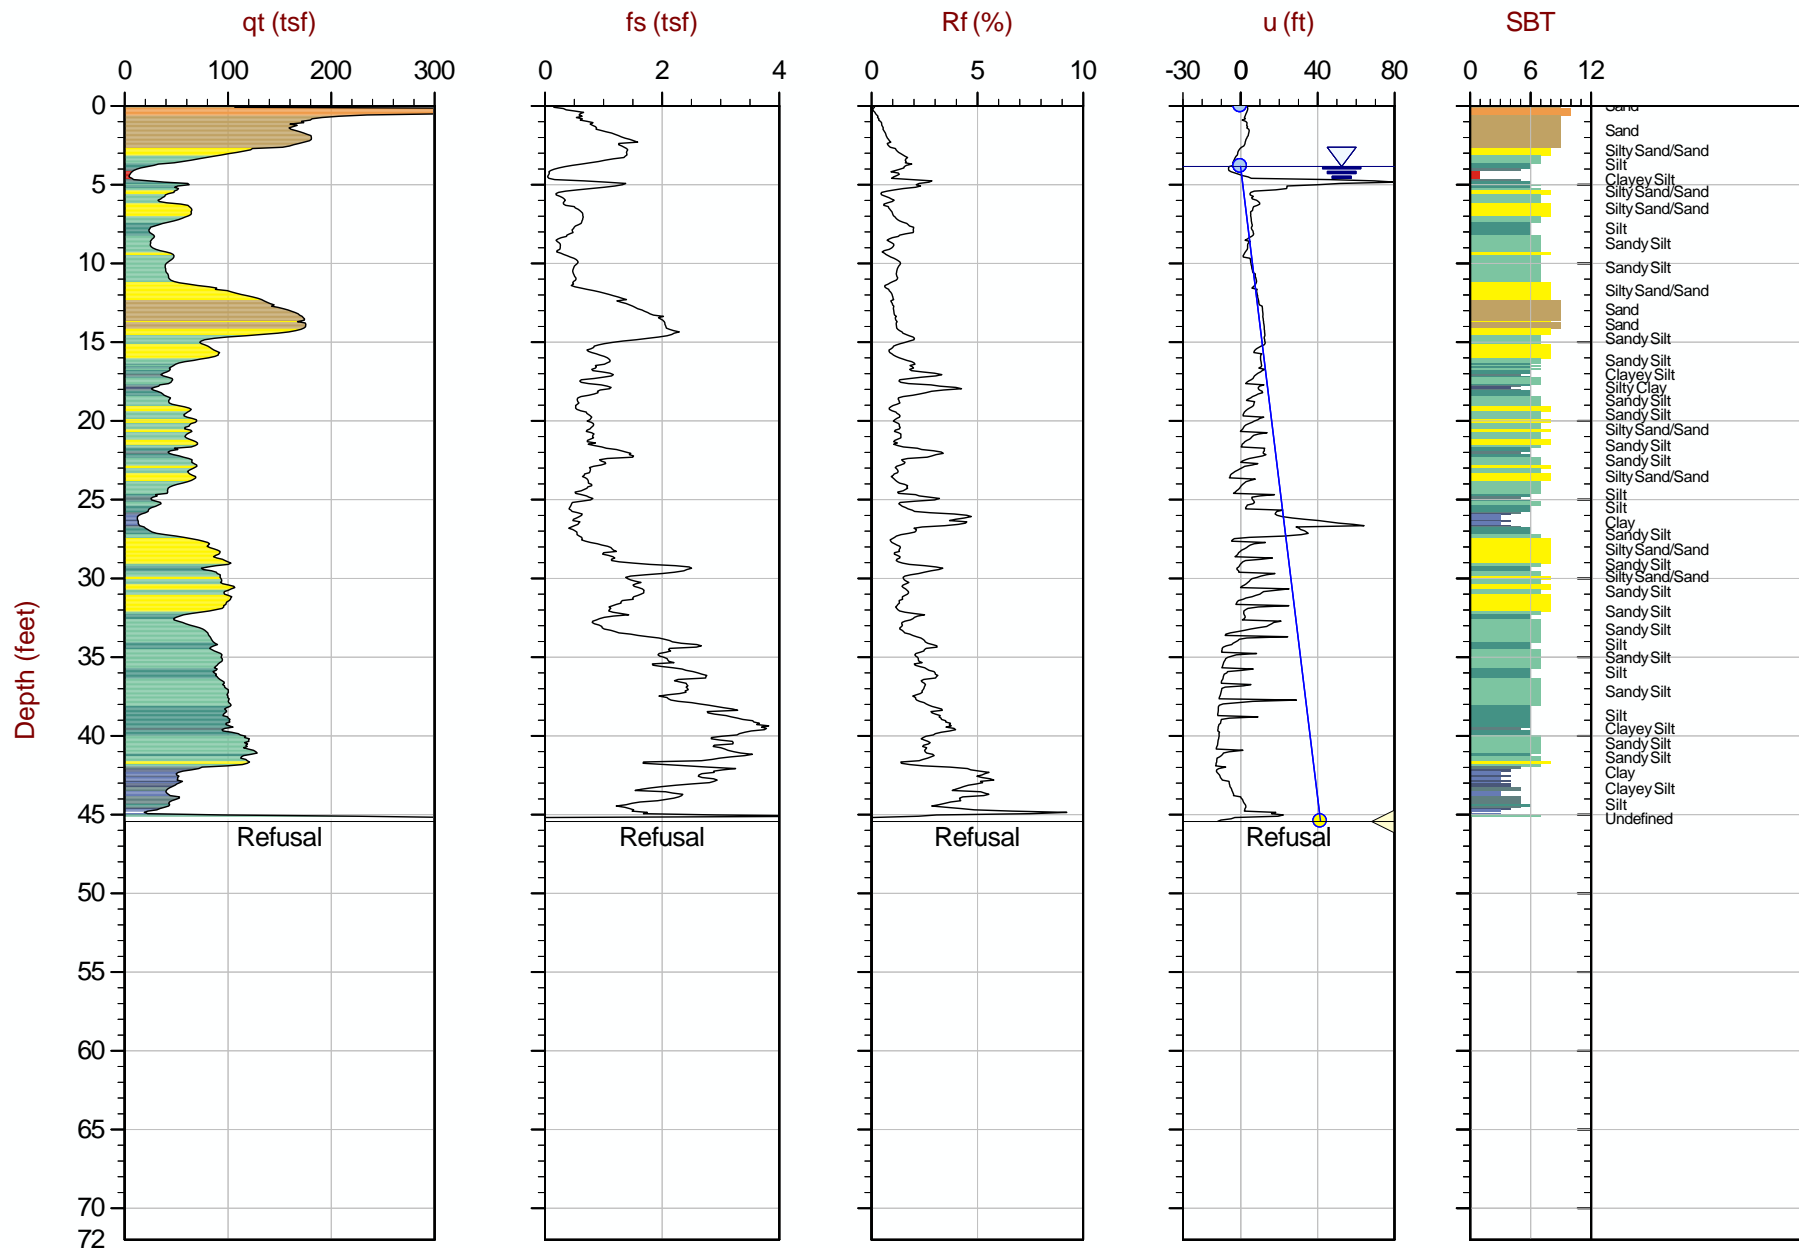 qt (tsf)
fs (tsf)
Rf (%)
u (ft)
SBT
0 100 200 300
0 2 4
0 5 10
-30 0 40 80
0 6 12
Depth (feet)
0
5
10
15
20
25
30
35
40
45
50
55
60
65
70
72
Refusal
Refusal
Refusal
Refusal
Sand
Sand
Silty Sand/Sand
Silt
Clayey Silt
Silty Sand/Sand
Silty Sand/Sand
Silt
Sandy Silt
Sandy Silt
Silty Sand/Sand
Sand
Sand
Sandy Silt
Sandy Silt
Clayey Silt
Silty Clay
Sandy Silt
Sandy Silt
Silty Sand/Sand
Sandy Silt
Sandy Silt
Silty Sand/Sand
Silt
Silt
Clay
Sandy Silt
Silty Sand/Sand
Sandy Silt
Silty Sand/Sand
Sandy Silt
Sandy Silt
Sandy Silt
Silt
Sandy Silt
Silt
Sandy Silt
Silt
Clayey Silt
Sandy Silt
Sandy Silt
Clay
Clayey Silt
Silt
Undefined